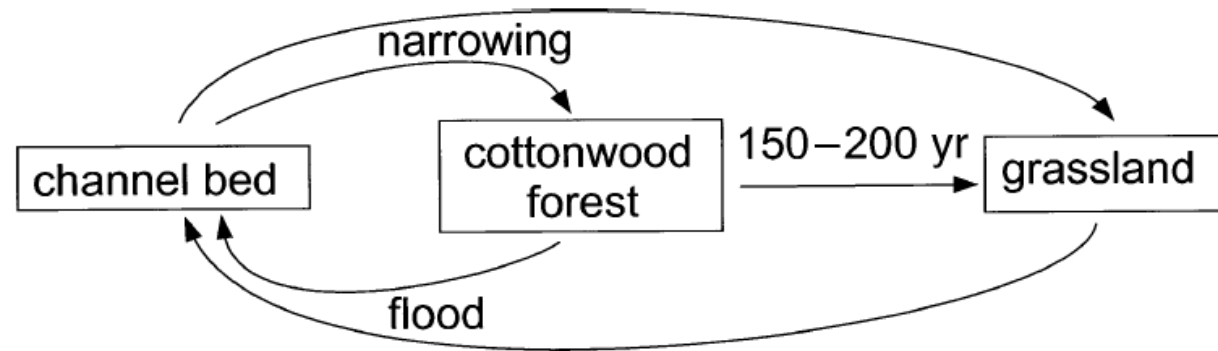 narrowing
channel bed
cottonwood
forest
150–200 yr
grassland
flood